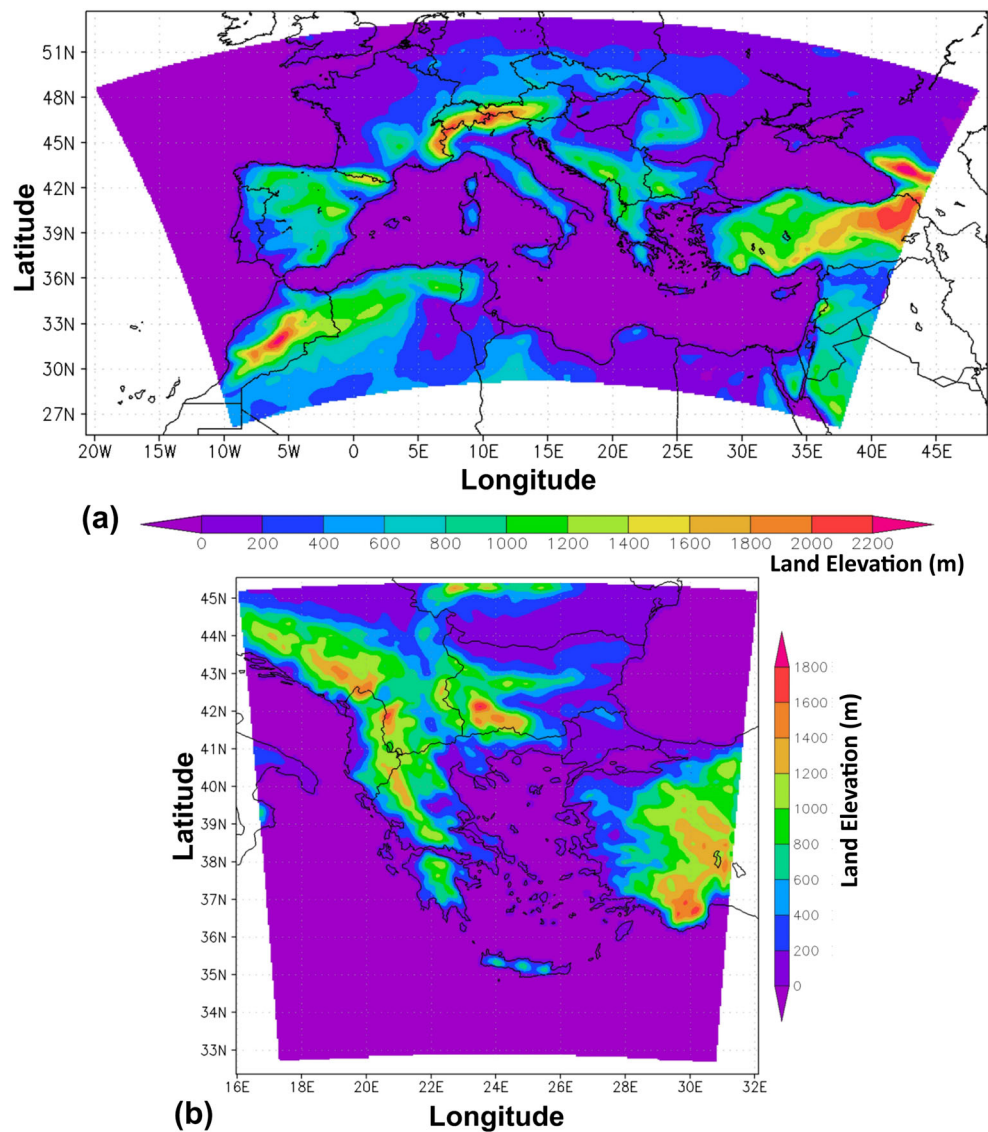 51N
48N
45N
42N
39N
36N
33N
30N
27N
Latitude
20W 15W 10W 5W 0 5E 10E 15E 20E 25E 30E 35E 40E 45E
Longitude
(a)
0 200 400 600 800 1000 1200 1400 1600 1800 2000 2200
Land Elevation (m)
45N
44N
43N
42N
41N
40N
39N
38N
37N
36N
35N
34N
33N
Latitude
16E 18E 20E 22E 24E 26E 28E 30E 32E
Longitude
(b)
1800
1600
1400
1200
1000
800
600
400
200
0
Land Elevation (m)